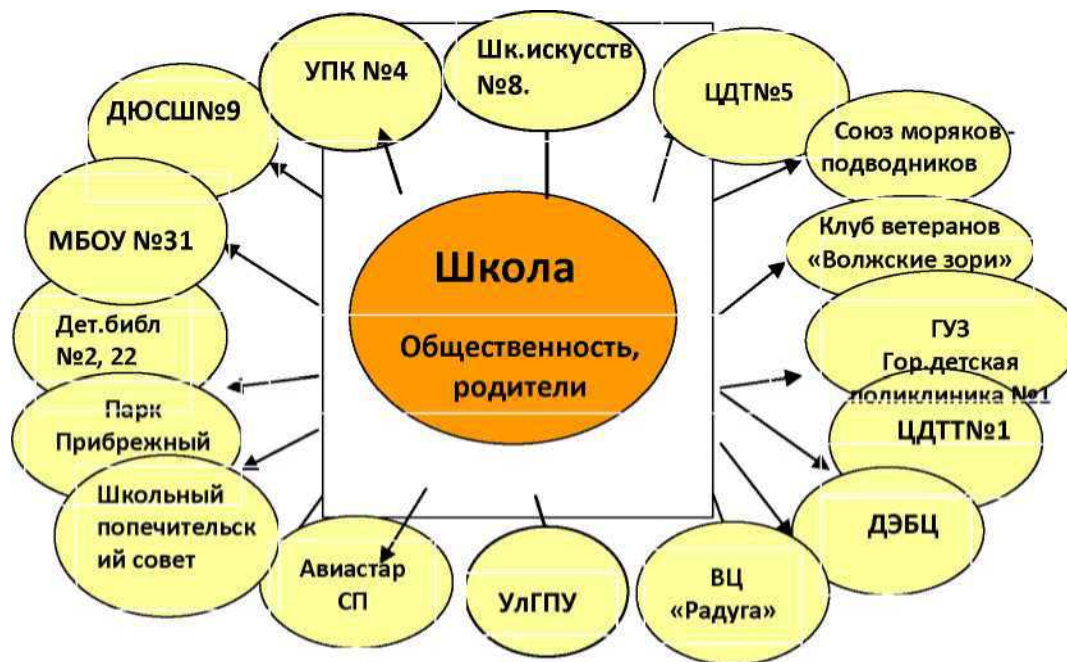 УПК №4
Шк.искусств
№8.
ЦДТ№5
ДЮСШ№9
Союз моряков -
подводников
МБОУ №31
Клуб ветеранов
«Волжские зори»
Школа
Общественность,
родители
Дет.библ
№2, 22
ГУЗ
Гор.детская
поликлиника №1
Парк
Прибрежный
ЦДТТ№1
Школьный
попечительск
ий совет
ДЭБЦ
Авиастар
СП
УлГПУ
ВЦ
«Радуга»